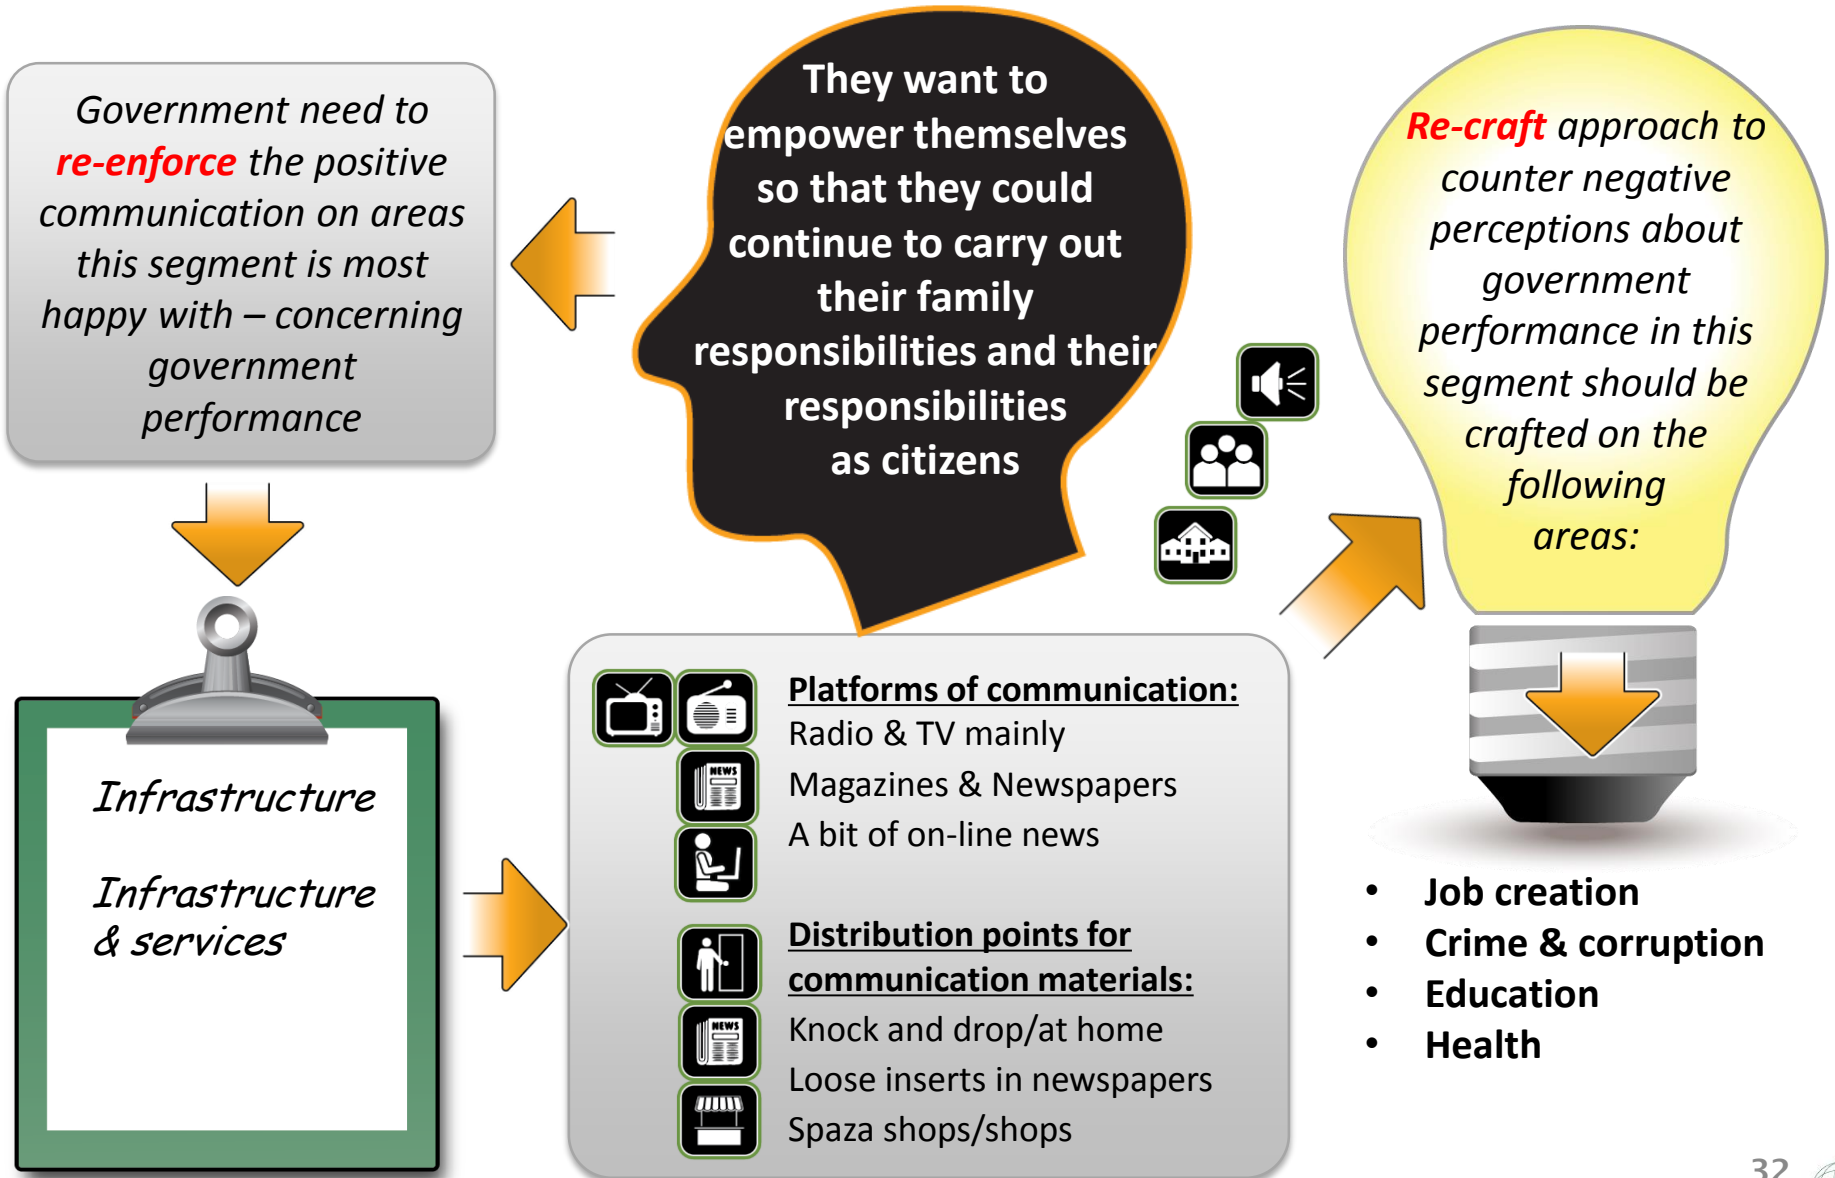 Government need to
re-enforce the positive
communication on areas
this segment is most
happy with – concerning
government
performance
They want to
empower themselves
so that they could
continue to carry out
their family
responsibilities and their
responsibilities
as citizens
Re-craft approach to
counter negative
perceptions about
government
performance in this
segment should be
crafted on the
following
areas:
Infrastructure
Infrastructure
& services
Platforms of communication:
Radio & TV mainly
Magazines & Newspapers
A bit of on-line news
Distribution points for
communication materials:
Knock and drop/at home
Loose inserts in newspapers
Spaza shops/shops
NEWS
NEWS
• Job creation
• Crime & corruption
• Education
• Health
32